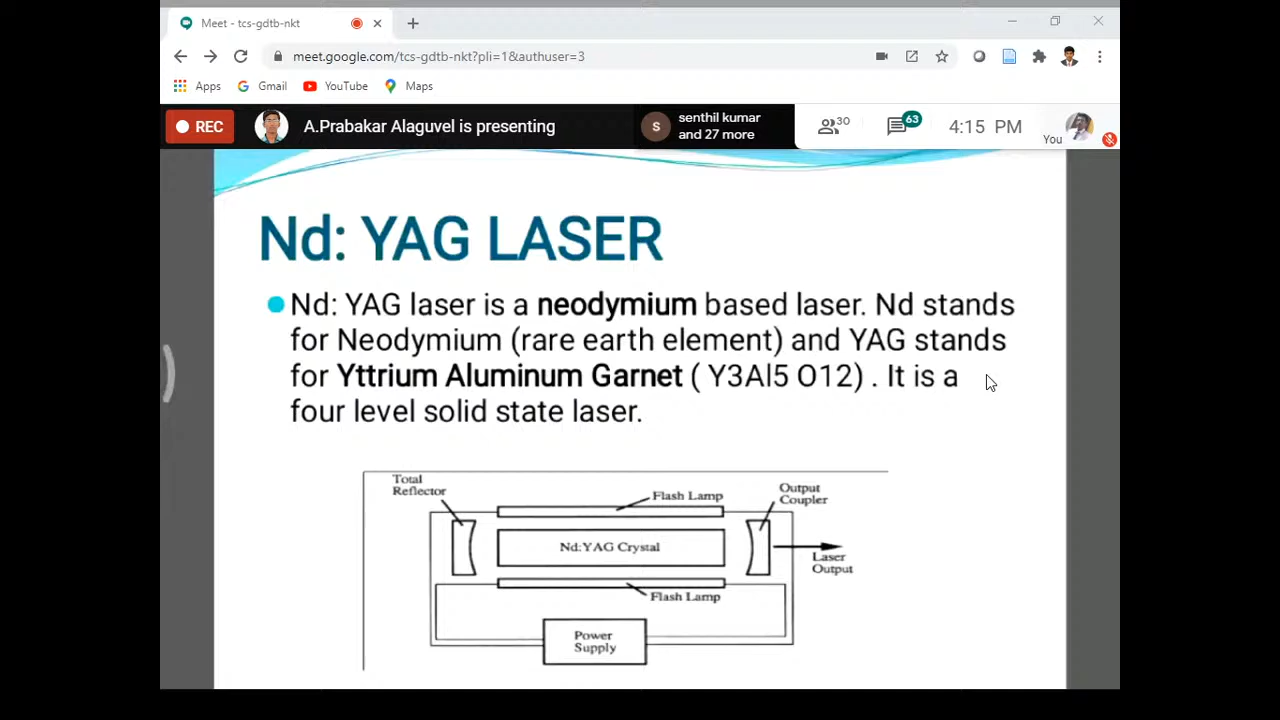 Meet - tcs-gdtb-nkt
meet.google.com/tcs-gdtb-nkt?pli=1&authuser=3
Apps Gmail YouTube Maps
REC A.Prabakar Alaguvel is presenting
S senthil kumar
and 27 more
30 63 4:15 PM You
Nd: YAG LASER
Nd: YAG laser is a neodymium based laser. Nd stands
for Neodymium (rare earth element) and YAG stands
for Yttrium Aluminum Garnet ( Y3Al5 O12) . It is a
four level solid state laser.
Total
Reflector
Flash Lamp
Output
Coupler
Nd:YAG Crystal
Laser
Output
Flash Lamp
Power
Supply